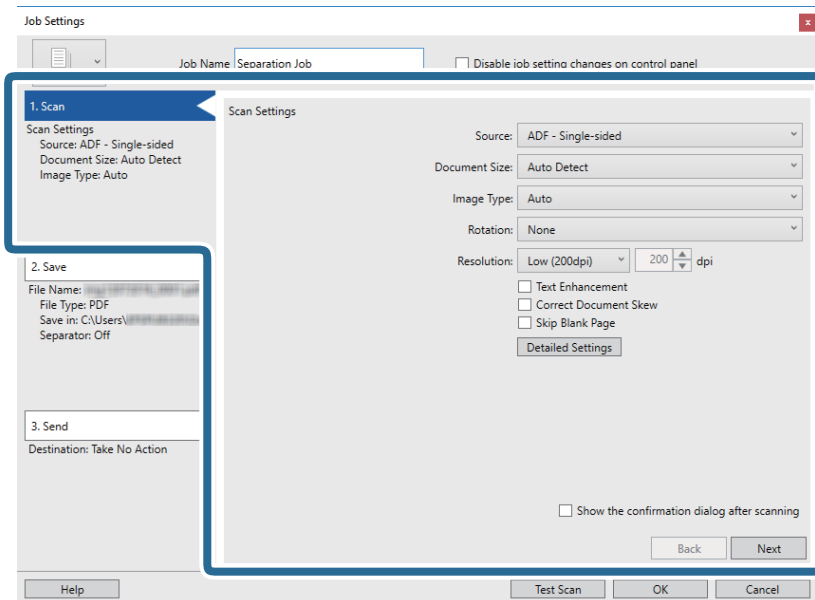 Job Settings
x
Job Name Separation Job Disable job setting changes on control panel
1. Scan
Scan Settings
Source: ADF - Single-sided
Document Size: Auto Detect
Image Type: Auto
2. Save
File Name:
File Type: PDF
Save in: C:\Users\
Separator: Off
3. Send
Destination: Take No Action
Scan Settings
Source: ADF - Single-sided
Document Size: Auto Detect
Image Type: Auto
Rotation: None
Resolution: Low (200dpi) 200 dpi
Text Enhancement
Correct Document Skew
Skip Blank Page
Detailed Settings
Show the confirmation dialog after scanning
Back Next
Help Test Scan OK Cancel